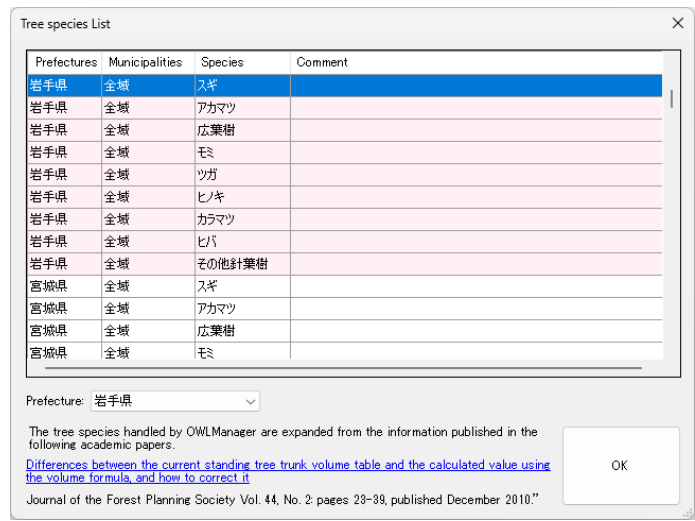 Tree species List
Prefectures Municipalities Species Comment
岩手県 全域 スギ
岩手県 全域 アカマツ
岩手県 全域 広葉樹
岩手県 全域 モミ
岩手県 全域 ツガ
岩手県 全域 ヒノキ
岩手県 全域 カラマツ
岩手県 全域 ヒバ
岩手県 全域 その他針葉樹
宮城県 全域 スギ
宮城県 全域 アカマツ
宮城県 全域 広葉樹
宮城県 全域 モミ
Prefecture: 岩手県
The tree species handled by OWLManager are expanded from the information published in the
following academic papers.
Differences between the current standing tree trunk volume table and the calculated value using
the volume formula, and how to correct it
Journal of the Forest Planning Society Vol. 44, No. 2: pages 23-39, published December 2010.”
OK